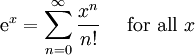 e^x = \sum_{n=0}^{\infty} \frac{x^n}{n!} for all x